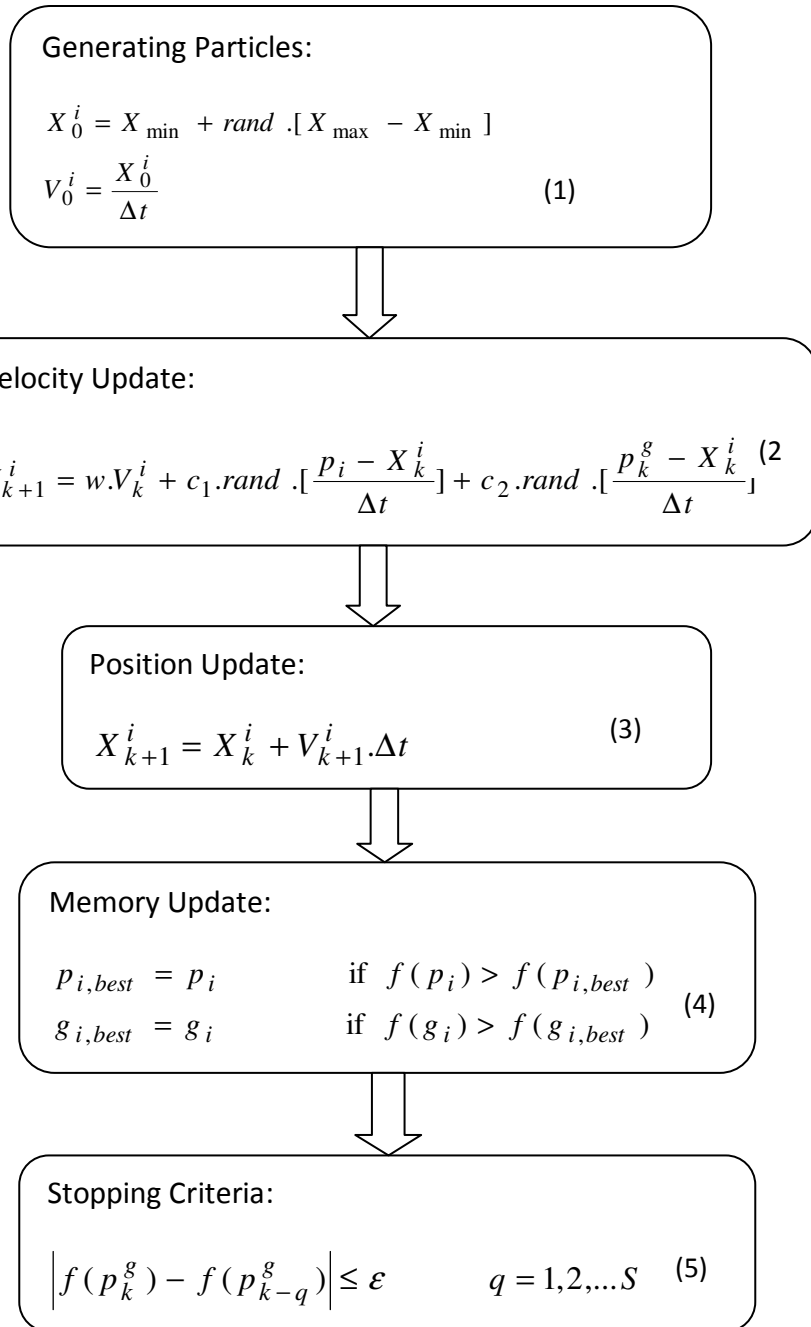 Generating Particles:
X_0^i = X_min + rand .[ X_max − X_min ]
V_0^i = \frac{X_0^i}{Δt} (1)
elocity Update:
_{k+1}^i = w.V_k^i + c_1.rand .[\frac{p_i − X_k^i}{Δt}] + c_2.rand .[\frac{p_k^g − X_k^i}{Δt}] (2
Position Update:
X_{k+1}^i = X_k^i + V_{k+1}^i.Δt (3)
Memory Update:
p_{i,best} = p_i if f(p_i) > f(p_{i,best})
g_{i,best} = g_i if f(g_i) > f(g_{i,best}) (4)
Stopping Criteria:
|f(p_k^g) − f(p_{k−q}^g)| ≤ ε q = 1,2,...S (5)